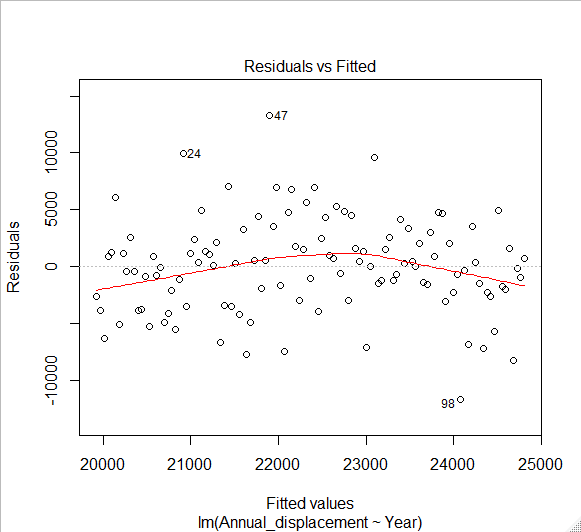 Residuals vs Fitted
Residuals
10000
5000
0
-10000
47
24
98
20000 21000 22000 23000 24000 25000
Fitted values
lm(Annual_displacement ~ Year)